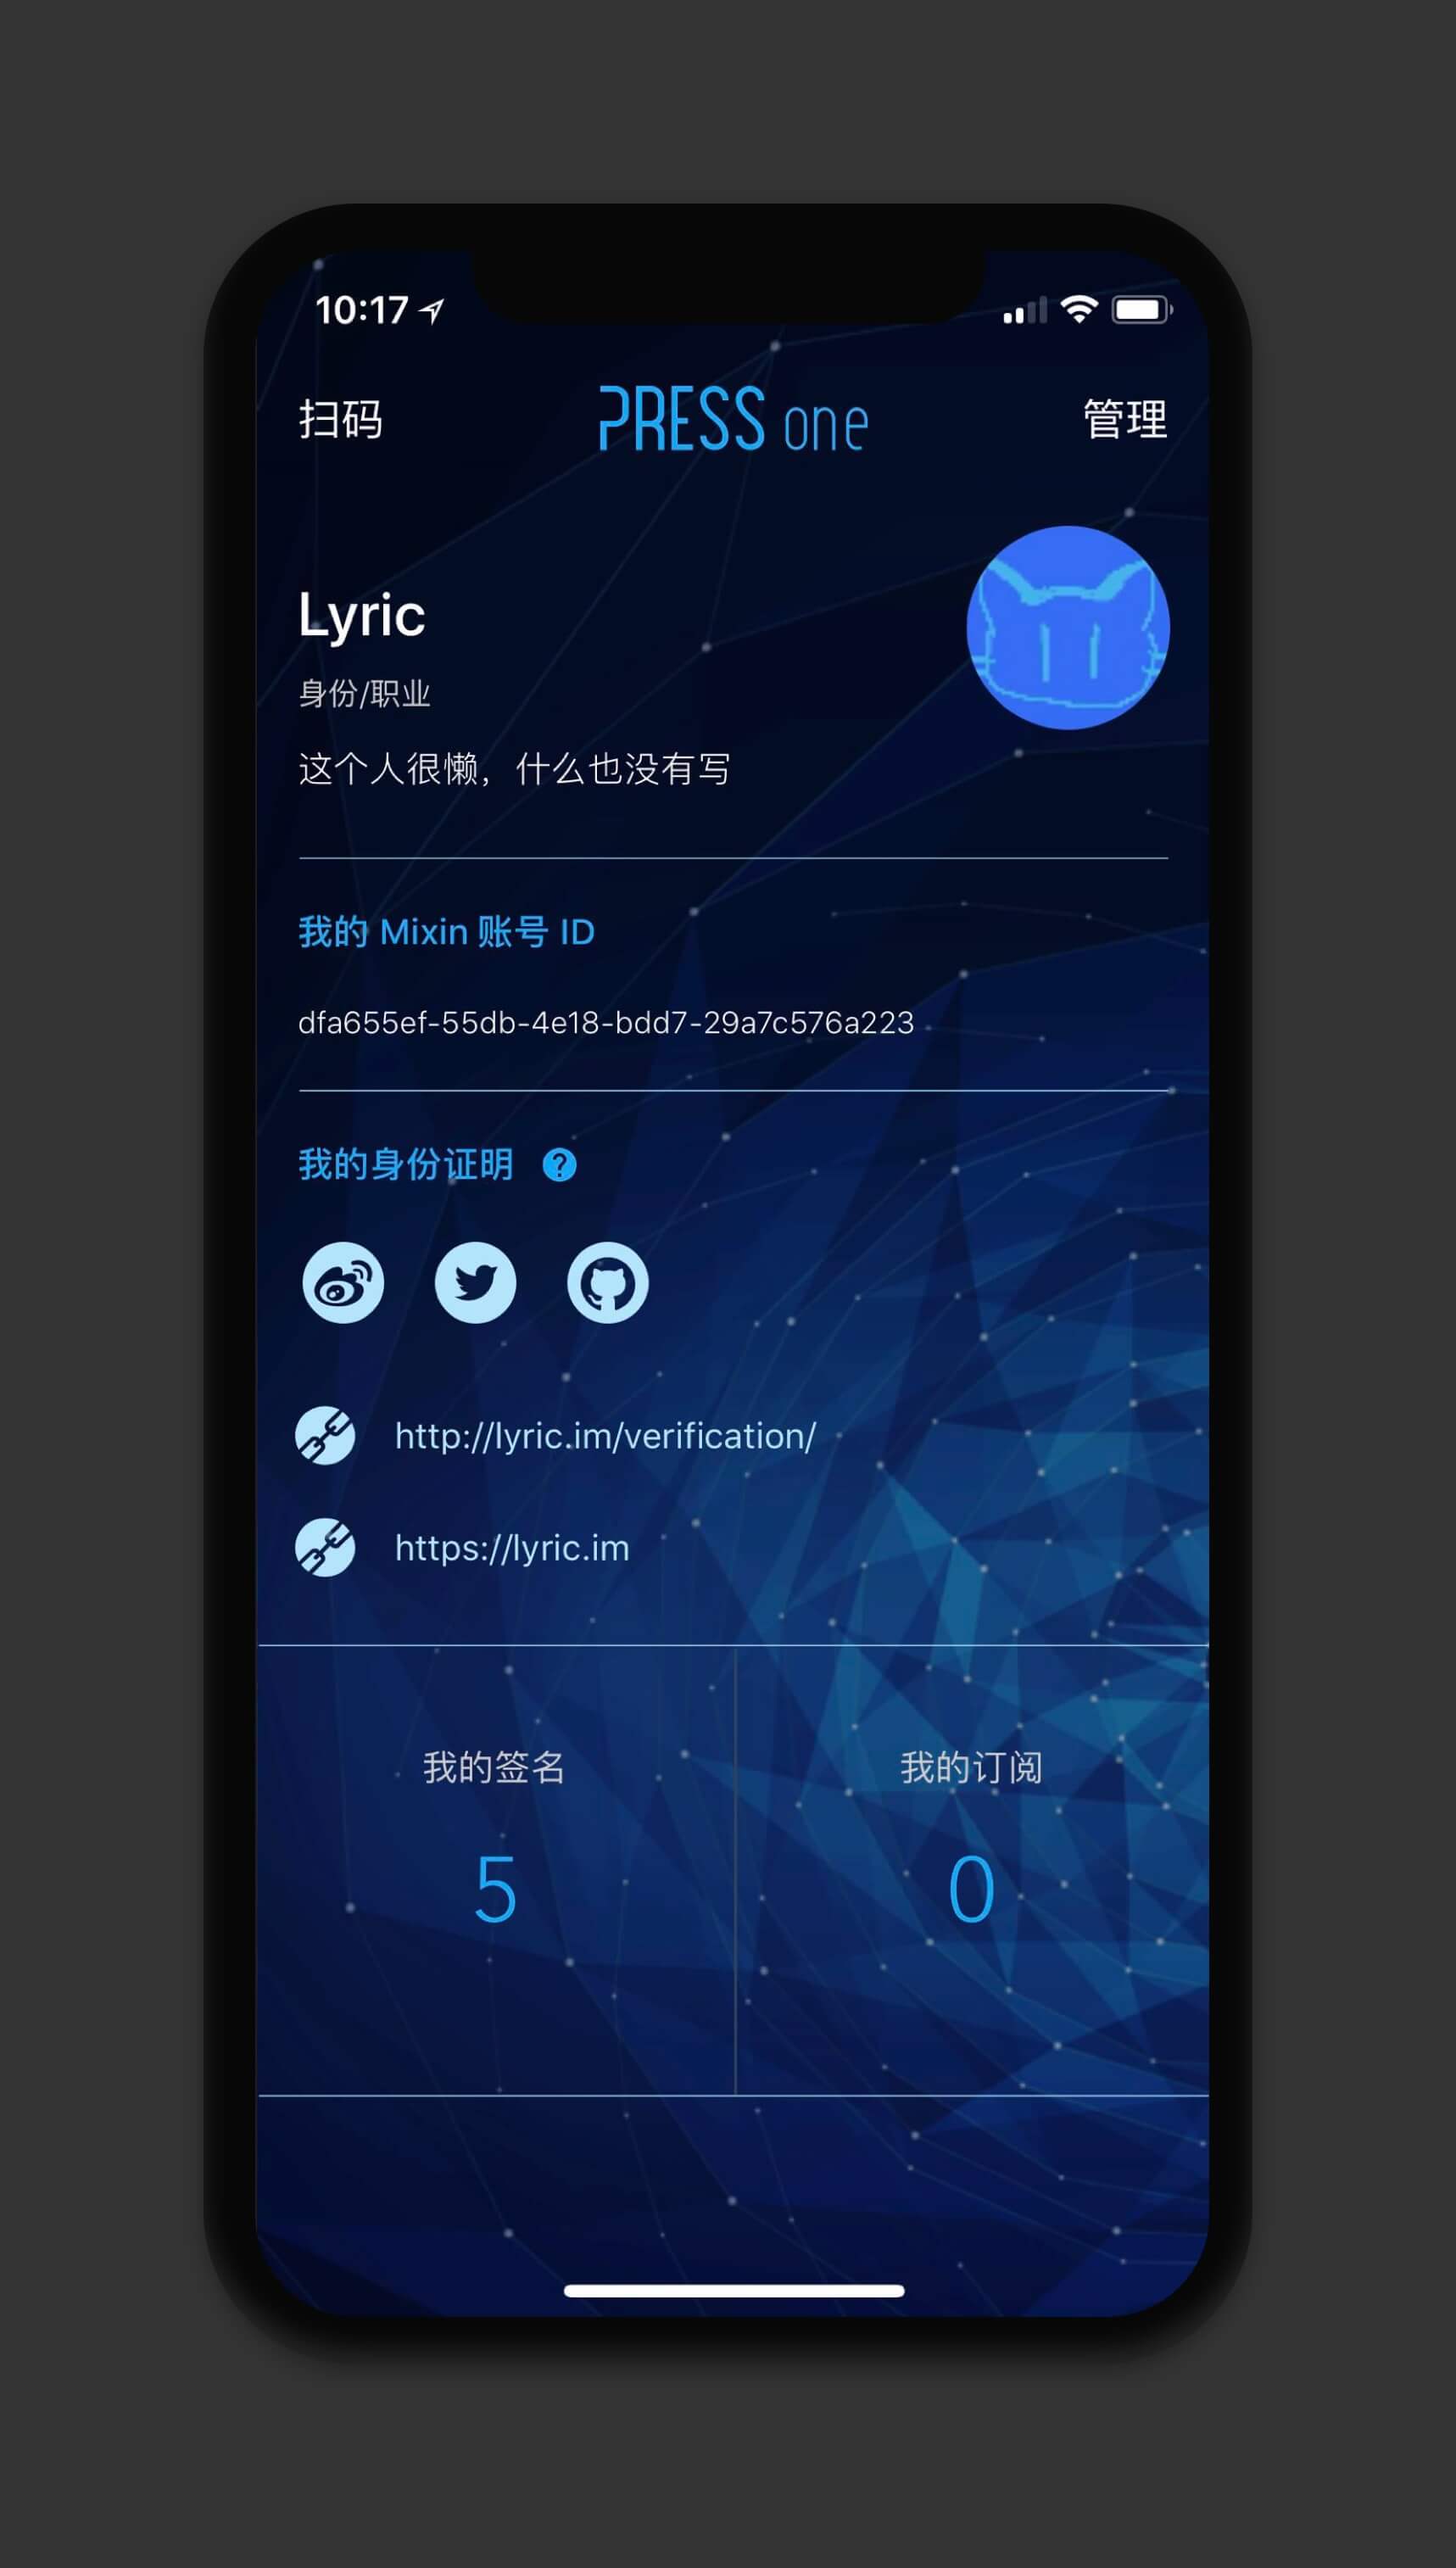 10:17
扫码
PRESS one
管理
Lyric
身份/职业
这个人很懒，什么也没有写
我的 Mixin 账号 ID
dfa655ef-55db-4e18-bdd7-29a7c576a223
我的身份证明 ?
http://lyric.im/verification/
https://lyric.im
我的签名
我的订阅
5
0